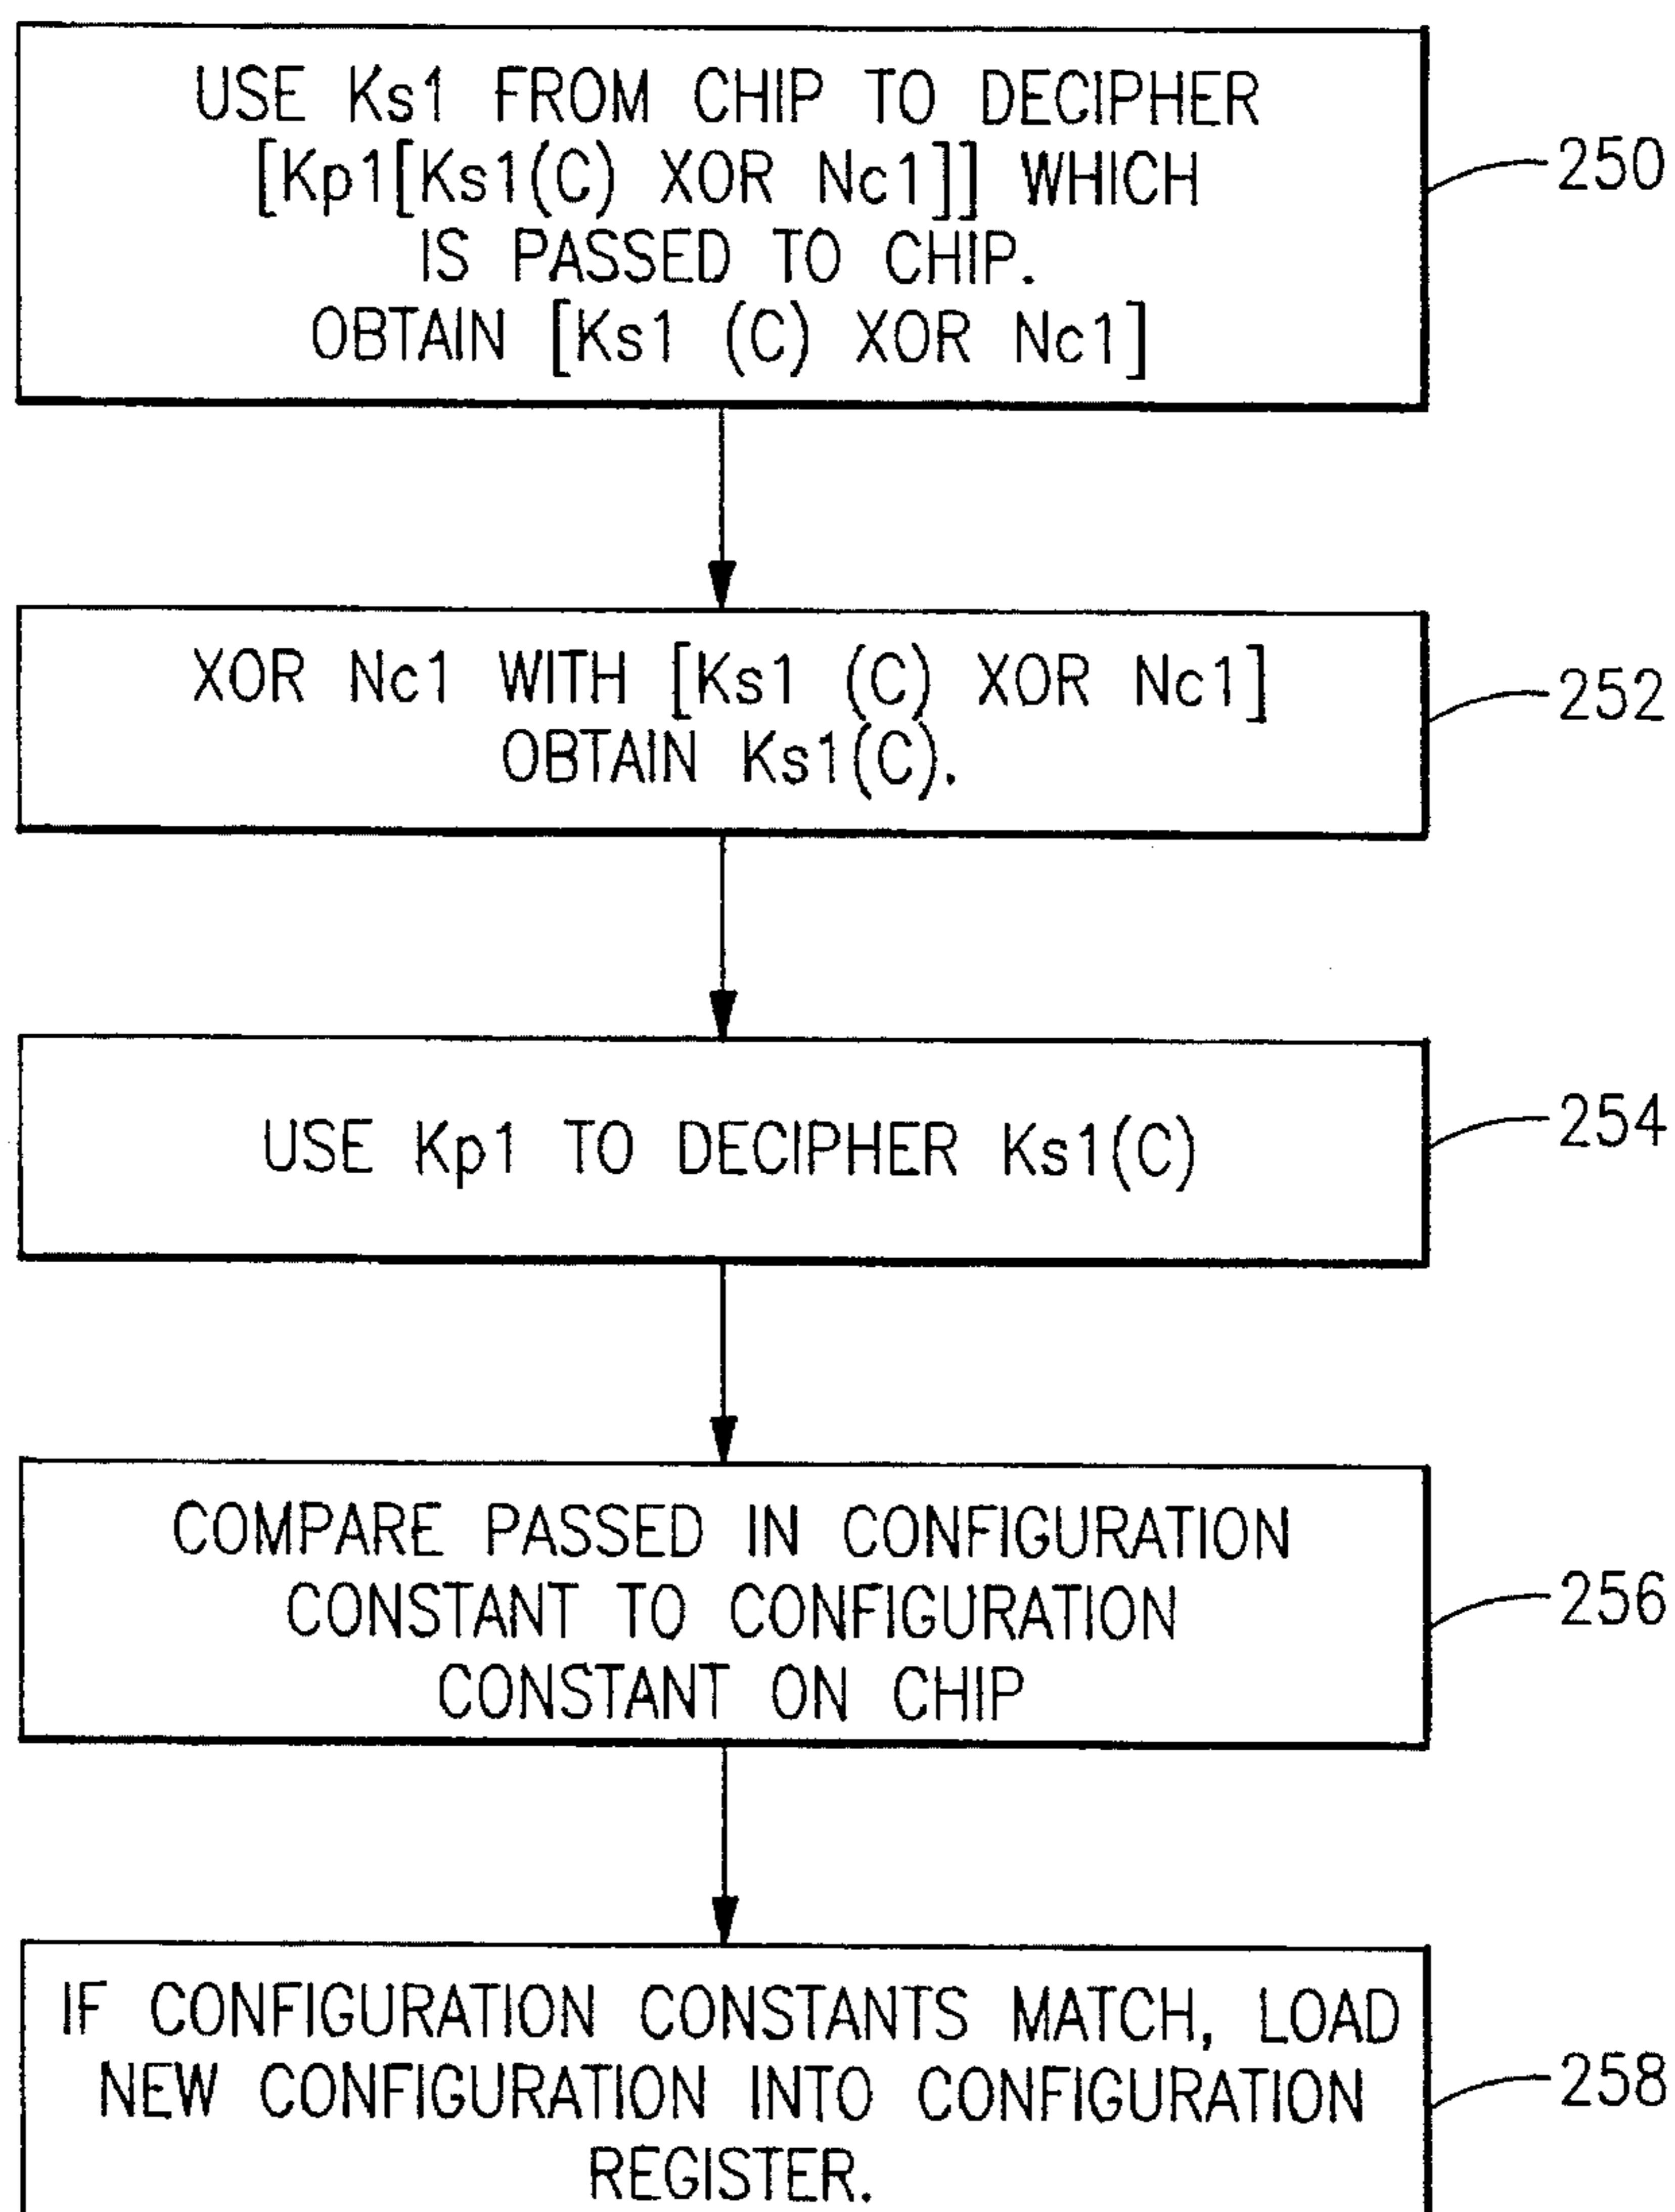 USE Ks1 FROM CHIP TO DECIPHER
[Kp1[Ks1(C) XOR Nc1]] WHICH
IS PASSED TO CHIP.
OBTAIN [Ks1 (C) XOR Nc1]
250
XOR Nc1 WITH [Ks1 (C) XOR Nc1]
OBTAIN Ks1(C).
252
USE Kp1 TO DECIPHER Ks1(C)
254
COMPARE PASSED IN CONFIGURATION
CONSTANT TO CONFIGURATION
CONSTANT ON CHIP
256
IF CONFIGURATION CONSTANTS MATCH, LOAD
NEW CONFIGURATION INTO CONFIGURATION
REGISTER.
258